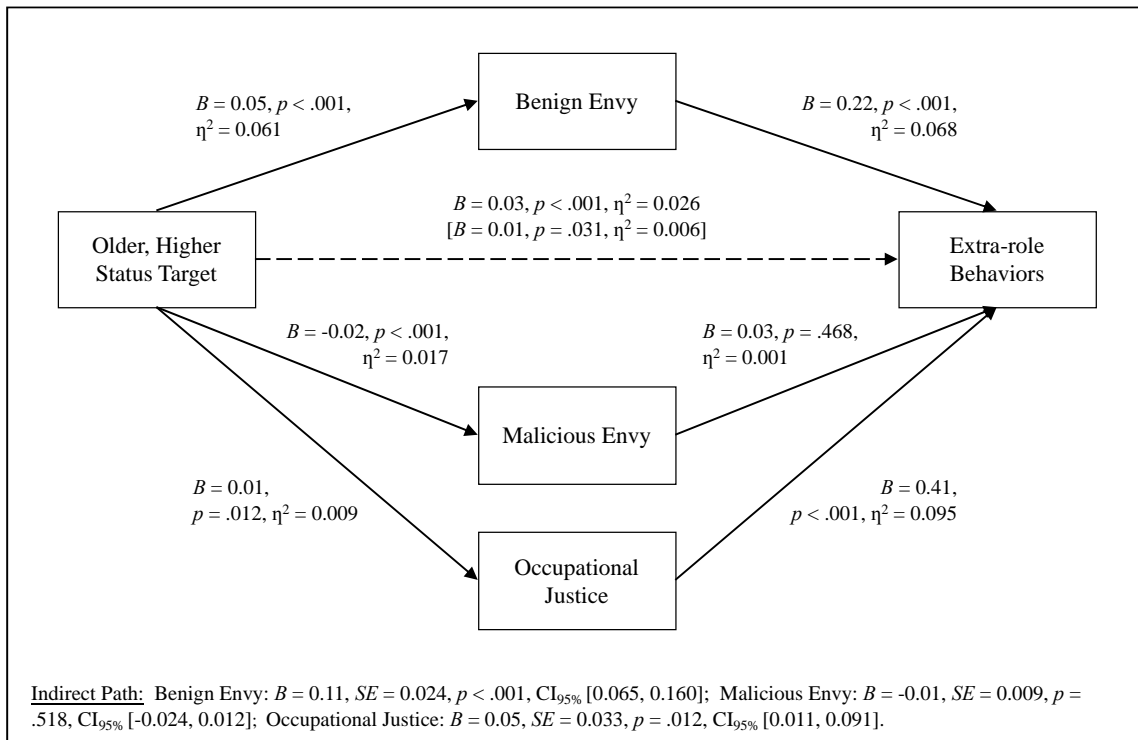 Benign Envy
B = 0.05, p < .001,
η² = 0.061
B = 0.22, p < .001,
η² = 0.068
B = 0.03, p < .001, η² = 0.026
[B = 0.01, p = .031, η² = 0.006]
Older, Higher
Status Target
Extra-role
Behaviors
B = -0.02, p < .001,
η² = 0.017
B = 0.03, p = .468,
η² = 0.001
Malicious Envy
B = 0.01,
p = .012, η² = 0.009
B = 0.41,
p < .001, η² = 0.095
Occupational
Justice
Indirect Path: Benign Envy: B = 0.11, SE = 0.024, p < .001, CI95% [0.065, 0.160]; Malicious Envy: B = -0.01, SE = 0.009, p =
.518, CI95% [-0.024, 0.012]; Occupational Justice: B = 0.05, SE = 0.033, p = .012, CI95% [0.011, 0.091].